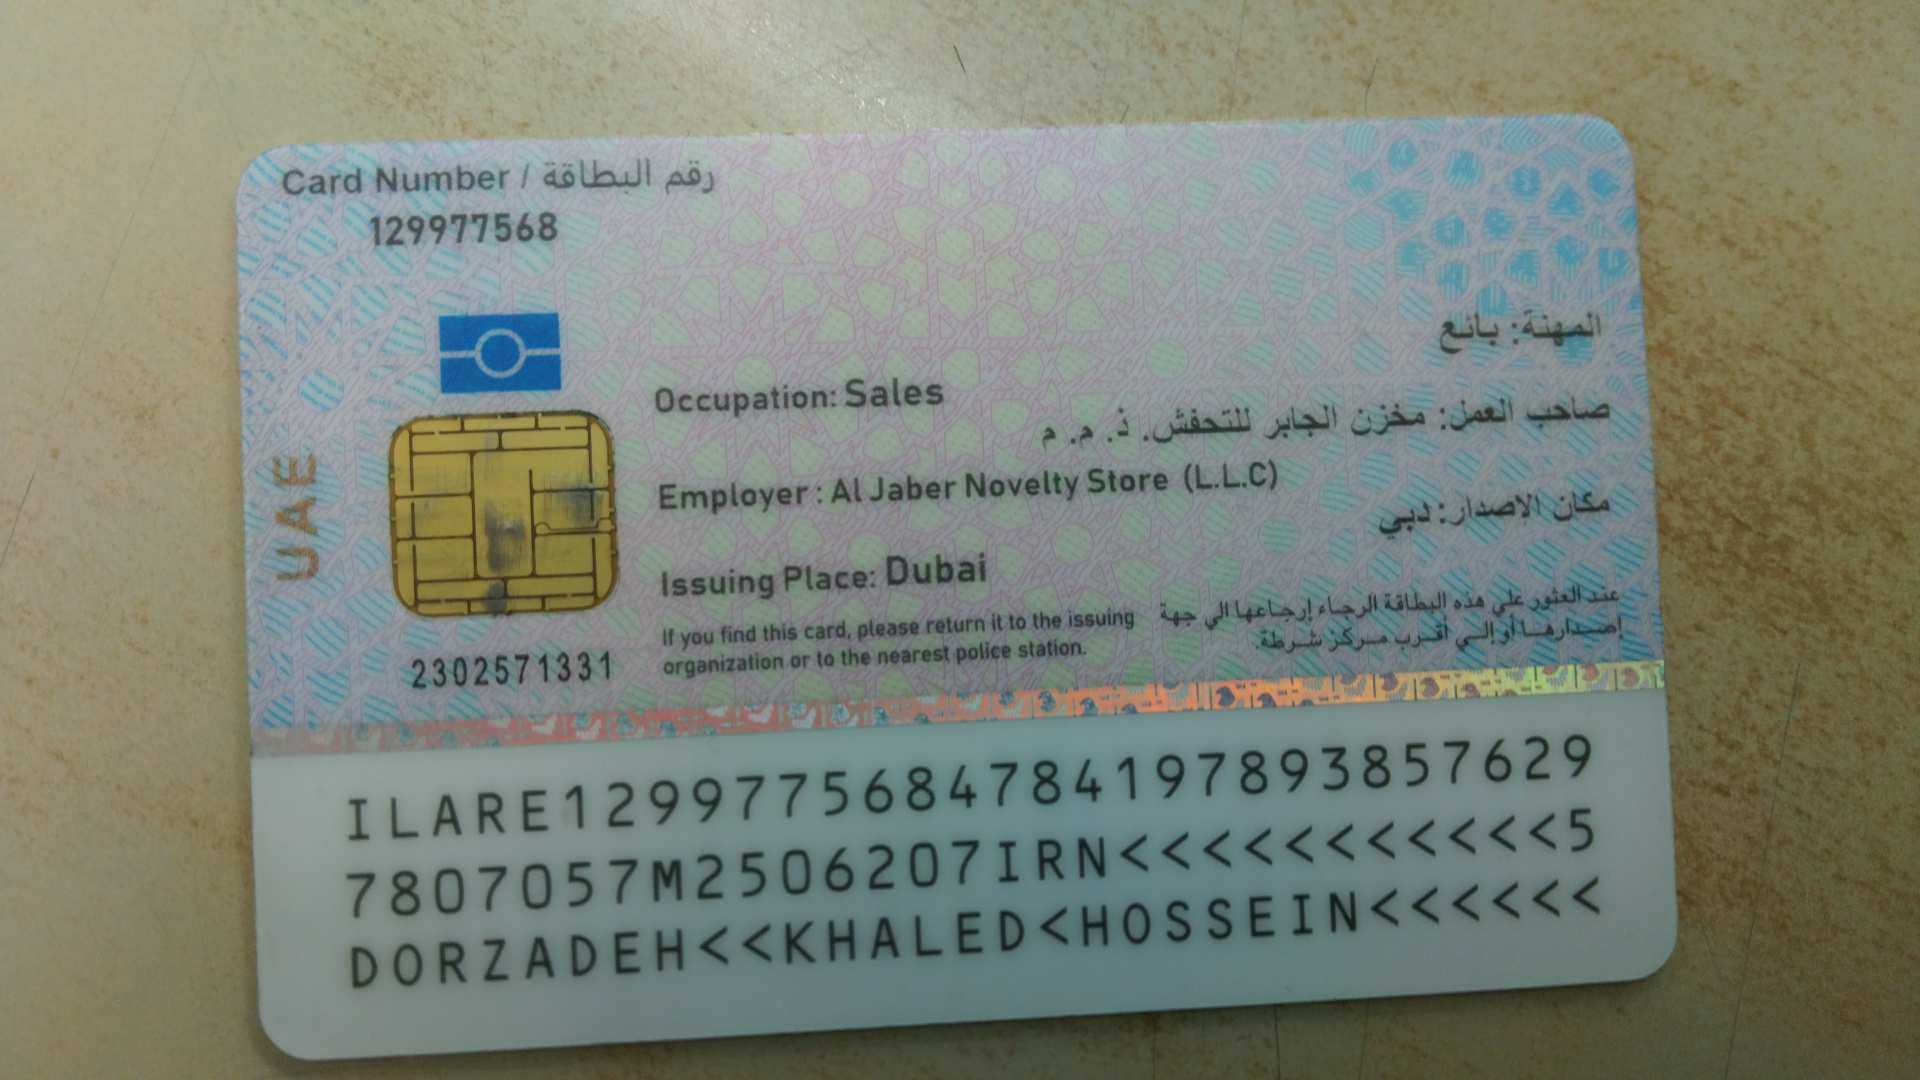 Card Number / رقم البطاقة
129977568
المهنة: بائع
Occupation: Sales
صاحب العمل: مخزن الجابر للتحفش. ذ. م. م
Employer : Al Jaber Novelty Store (L.L.C)
مكان الاصدار: دبي
Issuing Place: Dubai
عند العثور علي هذه البطاقة الرجاء إرجاعها الي جهة
إصدارها أو إلي أقرب مركز شرطة.
If you find this card, please return it to the issuing
organization or to the nearest police station.
UAE
2302571331
ILARE1299775684784197893857629
7807057M2506207IRN<<<<<<<<<<<5
DORZADEH<<KHALED<HOSSEIN<<<<<<